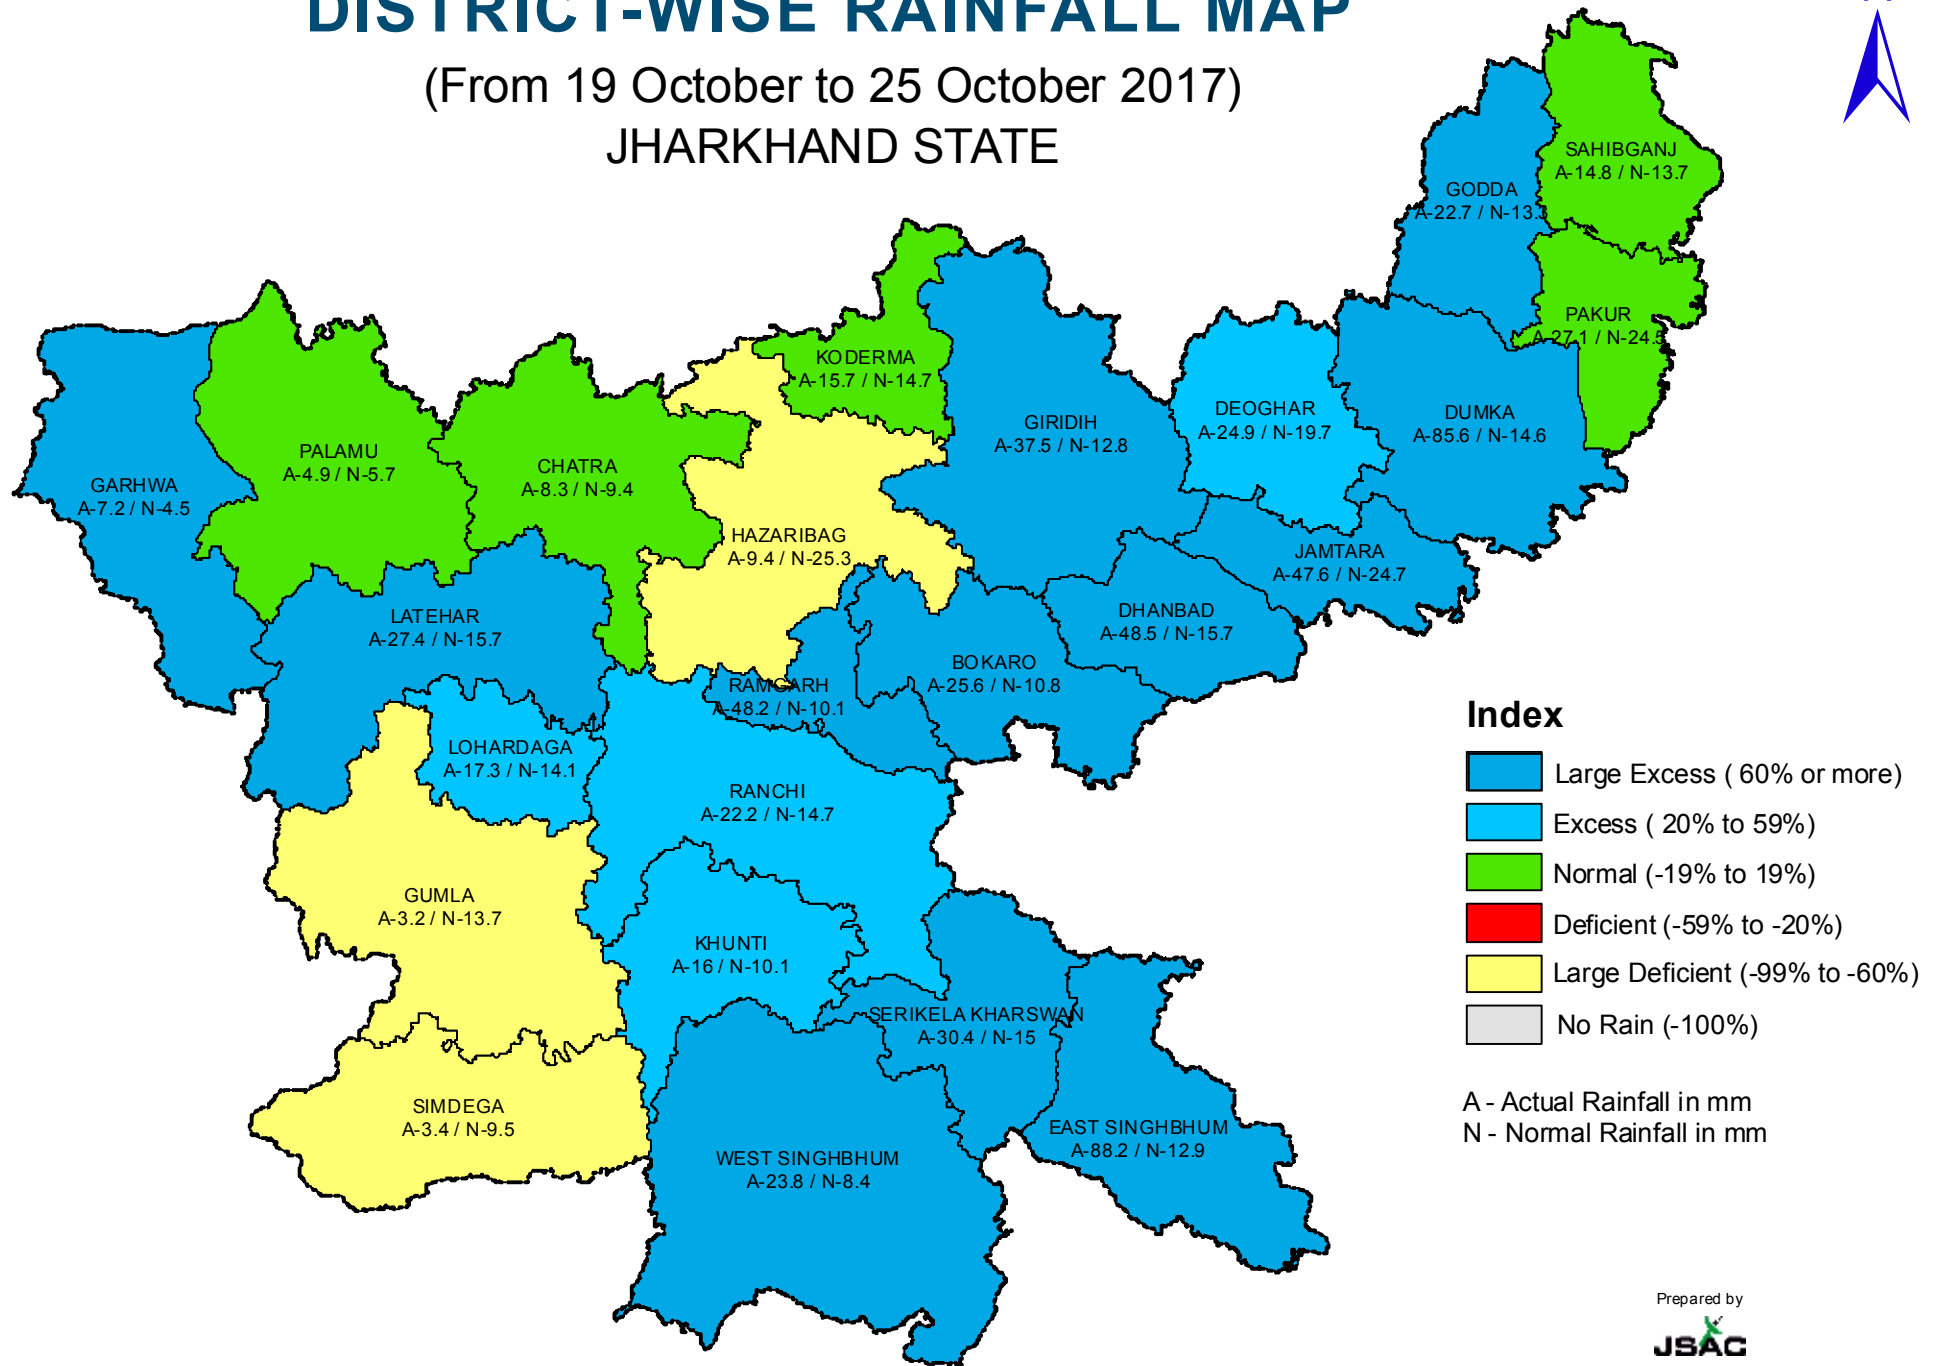 DISTRICT-WISE RAINFALL MAP
(From 19 October to 25 October 2017)
JHARKHAND STATE
SAHIBGANJ
A-14.8 / N-13.7
GODDA
A-22.7 / N-13.3
PAKUR
A-27.1 / N-24.5
KODERMA
A-15.7 / N-14.7
GIRIDIH
A-37.5 / N-12.8
DEOGHAR
A-24.9 / N-19.7
DUMKA
A-85.6 / N-14.6
PALAMU
A-4.9 / N-5.7
CHATRA
A-8.3 / N-9.4
GARHWA
A-7.2 / N-4.5
HAZARIBAG
A-9.4 / N-25.3
JAMTARA
A-47.6 / N-24.7
LATEHAR
A-27.4 / N-15.7
DHANBAD
A-48.5 / N-15.7
BOKARO
A-25.6 / N-10.8
RAMGARH
A-48.2 / N-10.1
LOHARDAGA
A-17.3 / N-14.1
RANCHI
A-22.2 / N-14.7
GUMLA
A-3.2 / N-13.7
KHUNTI
A-16 / N-10.1
SERIKELA KHARSWAN
A-30.4 / N-15
SIMDEGA
A-3.4 / N-9.5
EAST SINGHBHUM
A-88.2 / N-12.9
WEST SINGHBHUM
A-23.8 / N-8.4
Index
Large Excess ( 60% or more)
Excess ( 20% to 59%)
Normal (-19% to 19%)
Deficient (-59% to -20%)
Large Deficient (-99% to -60%)
No Rain (-100%)
A - Actual Rainfall in mm
N - Normal Rainfall in mm
Prepared by
JSAC